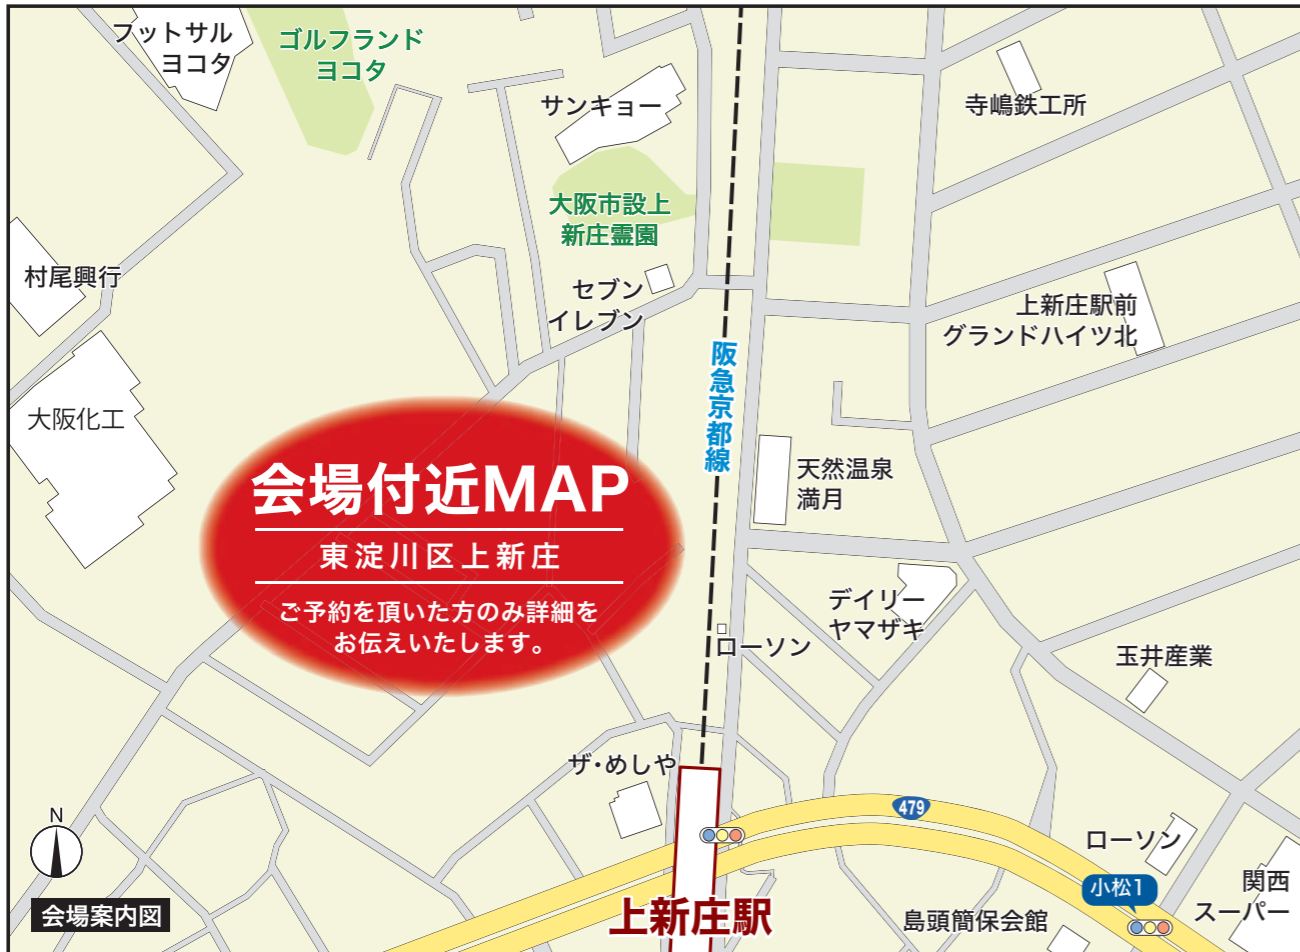 フットサル
ヨコタ
ゴルフランド
ヨコタ
サンキョー
寺嶋鉄工所
大阪市設上
新庄霊園
村尾興行
セブン
イレブン
上新庄駅前
グランドハイツ北
阪急京都線
大阪化工
会場付近MAP
東淀川区上新庄
ご予約を頂いた方のみ詳細を
お伝えいたします。
天然温泉
満月
デイリー
ヤマザキ
ローソン
玉井産業
ザ・めしや
479
N
ローソン
小松1
関西
スーパー
会場案内図
上新庄駅
島頭簡保会館